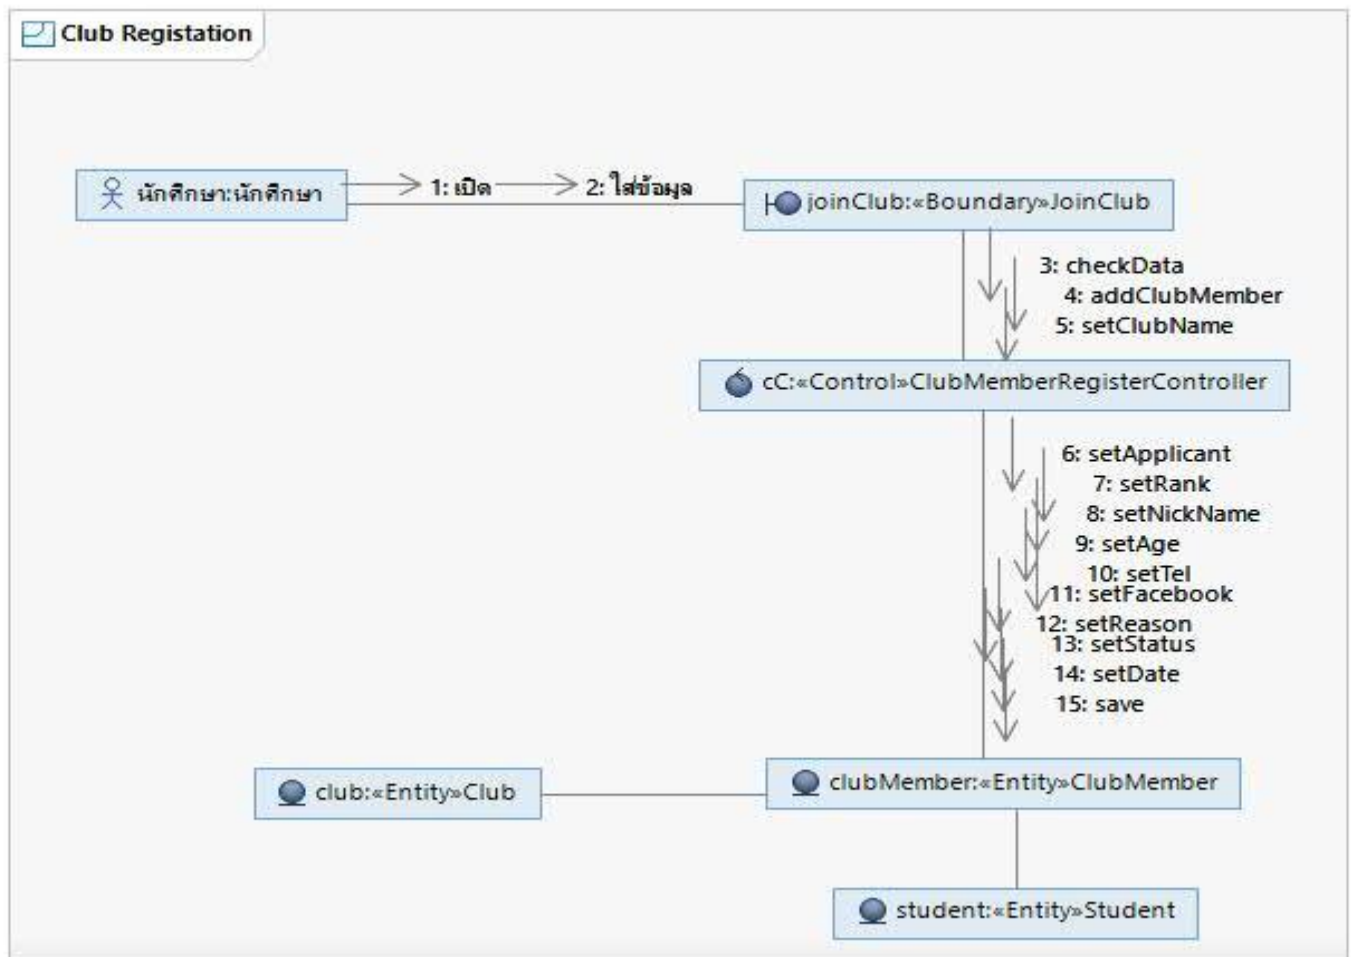 Club Registation
นักศึกษา:นักศึกษา
1: เปิด
2: ใส่ข้อมูล
joinClub:«Boundary»JoinClub
3: checkData
4: addClubMember
5: setClubName
cC:«Control»ClubMemberRegisterController
6: setApplicant
7: setRank
8: setNickName
9: setAge
10: setTel
11: setFacebook
12: setReason
13: setStatus
14: setDate
15: save
club:«Entity»Club
clubMember:«Entity»ClubMember
student:«Entity»Student